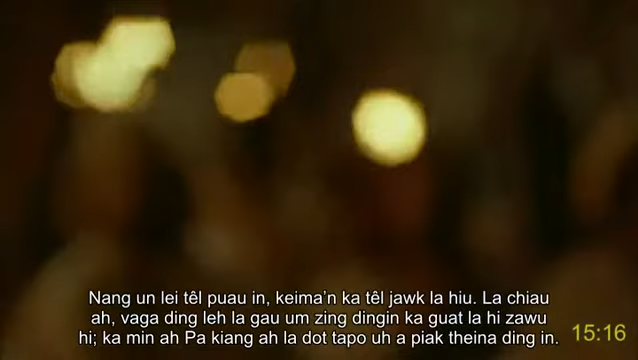 Nang un lei têl puau in, keima’n ka têl jawk la hiu. La chiau
ah, vaga ding leh la gau um zing dingin ka guat la hi zawu
hi; ka min ah Pa kiang ah la dot tapo uh a piak theina ding in.
15:16